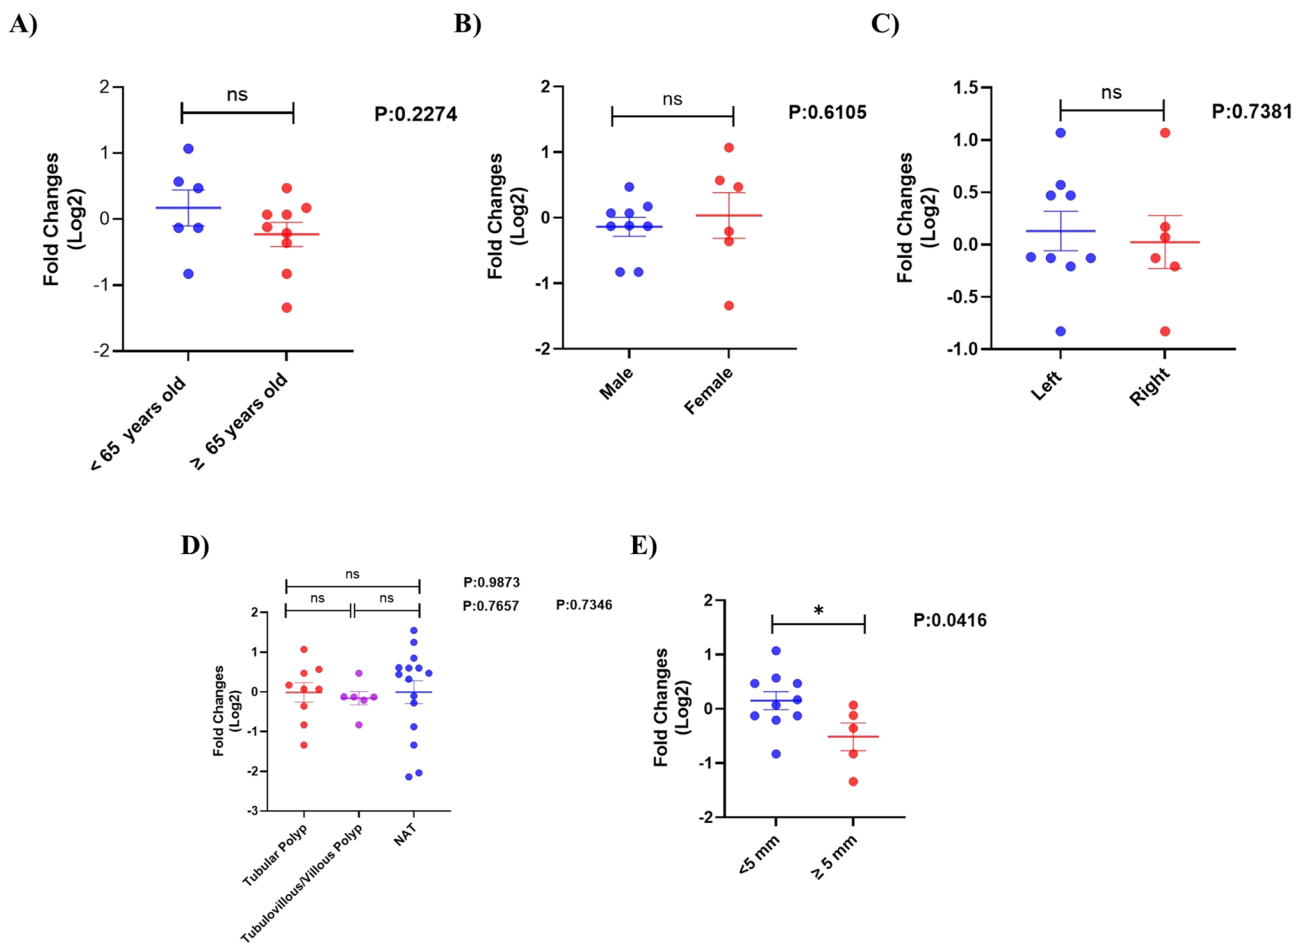 A)
B)
C)
2
1
0
-1
-2
Fold Changes
(Log2)
ns
P:0.2274
< 65 years old
≥ 65 years old
2
1
0
-1
-2
Fold Changes
(Log2)
ns
P:0.6105
Male
Female
1.5
1.0
0.5
0.0
-0.5
-1.0
Fold Changes
(Log2)
ns
P:0.7381
Left
Right
D)
E)
ns
P:0.9873
ns
ns
P:0.7657
P:0.7346
2
1
0
-1
-2
-3
Fold Changes
(Log2)
Tubular Polyp
Tubulovillous/Villous Polyp
NAT
2
1
0
-1
-2
Fold Changes
(Log2)
*
P:0.0416
<5 mm
≥ 5 mm